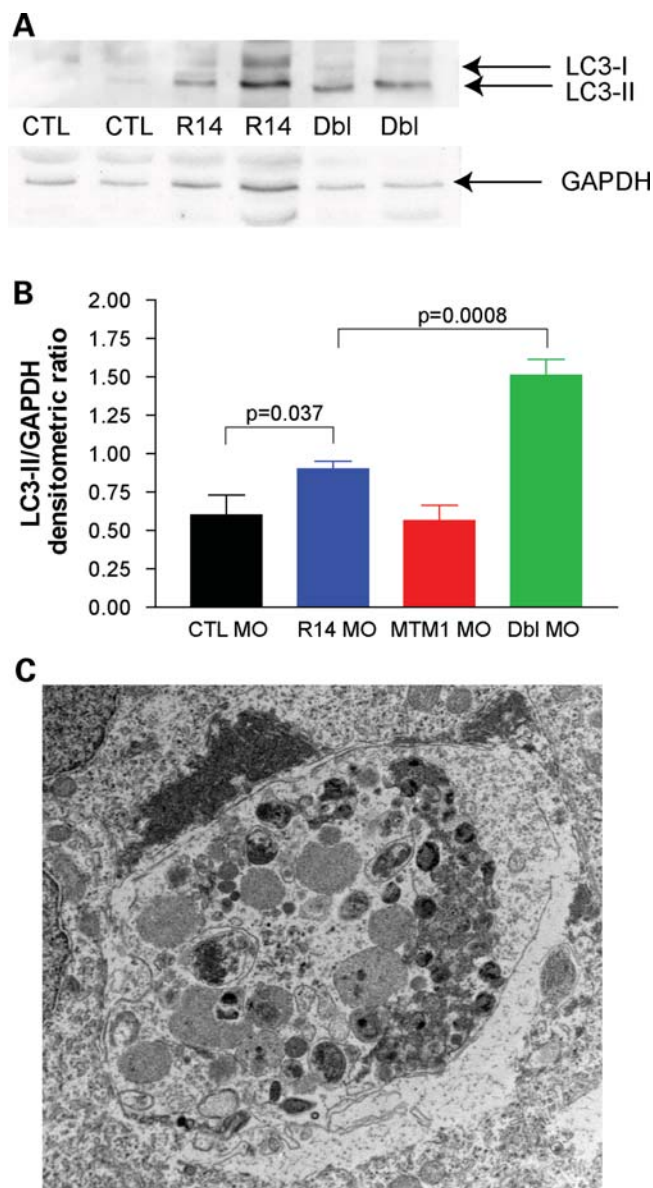 A
LC3-I
LC3-II
CTL CTL R14 R14 Dbl Dbl
GAPDH
B
LC3-II/GAPDH
densitometric ratio
2.00
1.75
1.50
1.25
1.00
0.75
0.50
0.25
0.00
p=0.0008
p=0.037
CTL MO R14 MO MTM1 MO Dbl MO
C